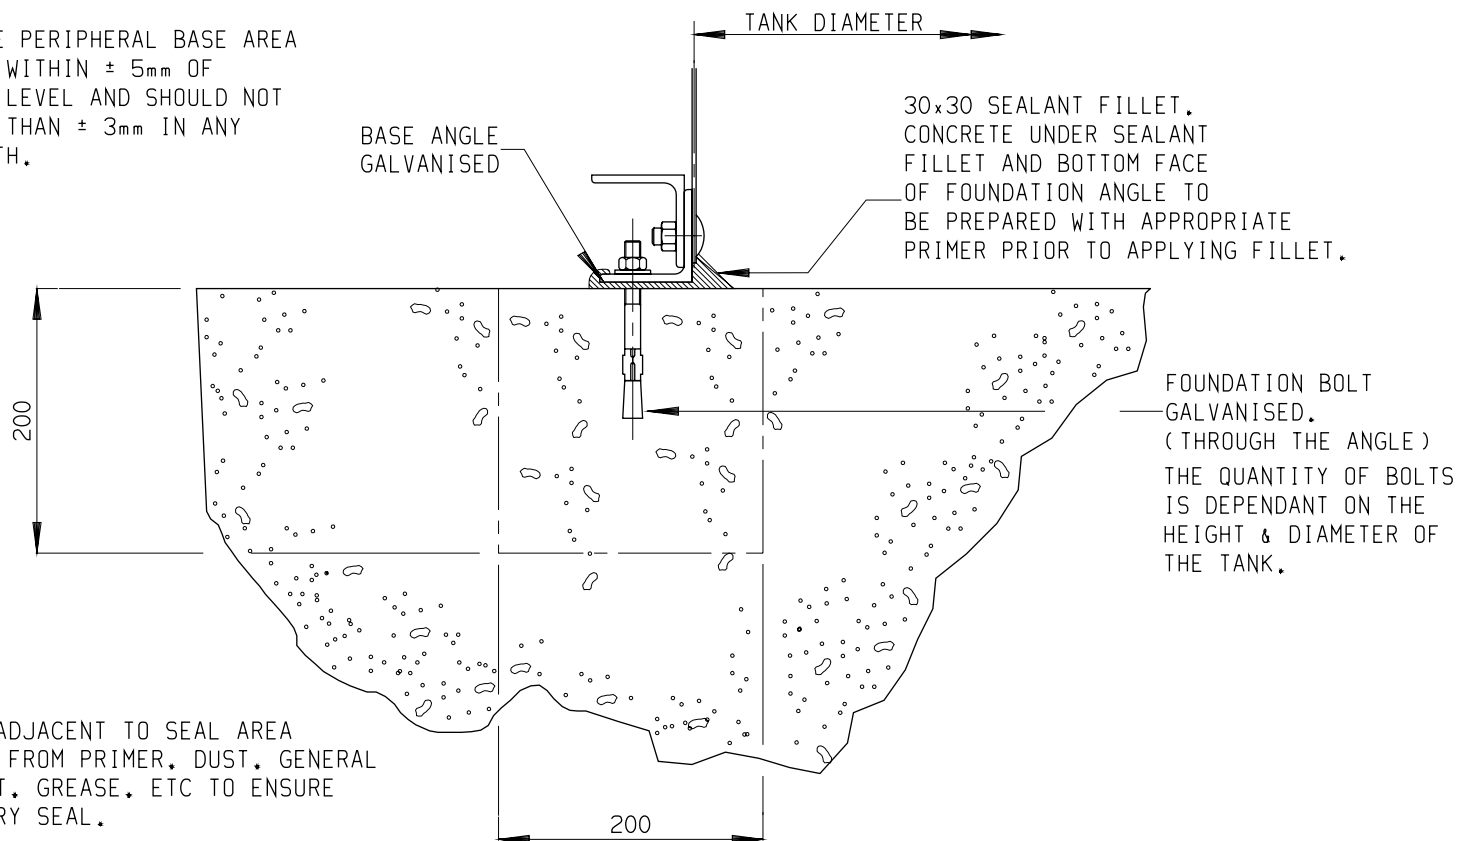 E PERIPHERAL BASE AREA
WITHIN ± 5mm OF
LEVEL AND SHOULD NOT
THAN ± 3mm IN ANY
TH.
TANK DIAMETER
BASE ANGLE
GALVANISED
30x30 SEALANT FILLET.
CONCRETE UNDER SEALANT
FILLET AND BOTTOM FACE
OF FOUNDATION ANGLE TO
BE PREPARED WITH APPROPRIATE
PRIMER PRIOR TO APPLYING FILLET.
200
FOUNDATION BOLT
GALVANISED.
(THROUGH THE ANGLE)
THE QUANTITY OF BOLTS
IS DEPENDANT ON THE
HEIGHT & DIAMETER OF
THE TANK.
ADJACENT TO SEAL AREA
FROM PRIMER. DUST. GENERAL
T. GREASE. ETC TO ENSURE
RY SEAL.
200